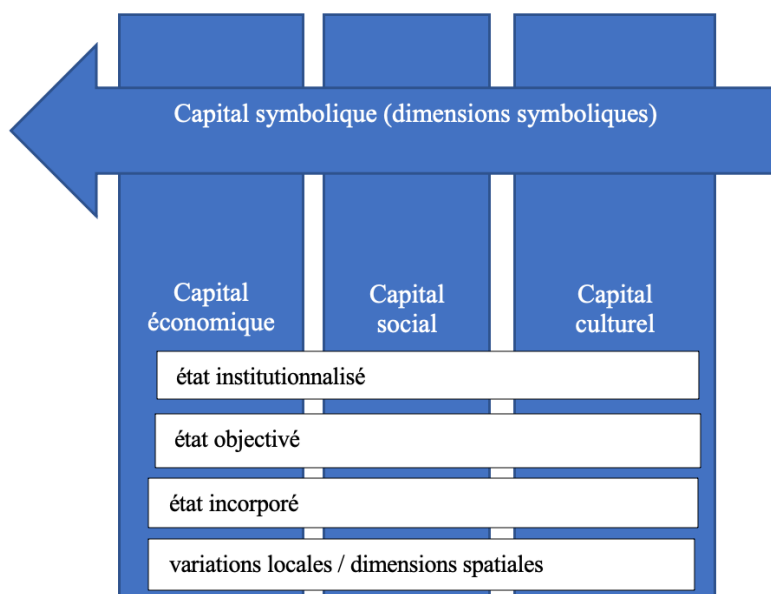 Capital symbolique (dimensions symboliques)
Capital
économique
Capital
social
Capital
culturel
état institutionnalisé
état objectivé
état incorporé
variations locales / dimensions spatiales